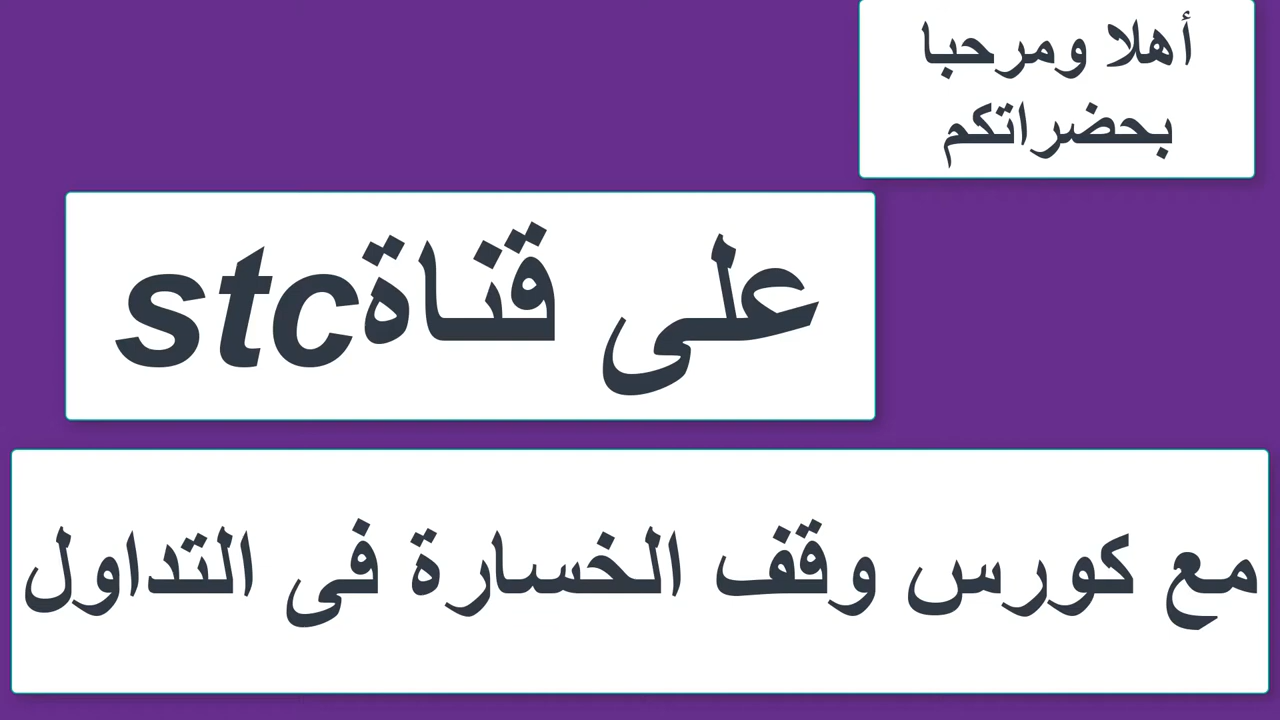 أهلا ومرحبا
بحضراتكم
على قناةstc
مع كورس وقف الخسارة فى التداول